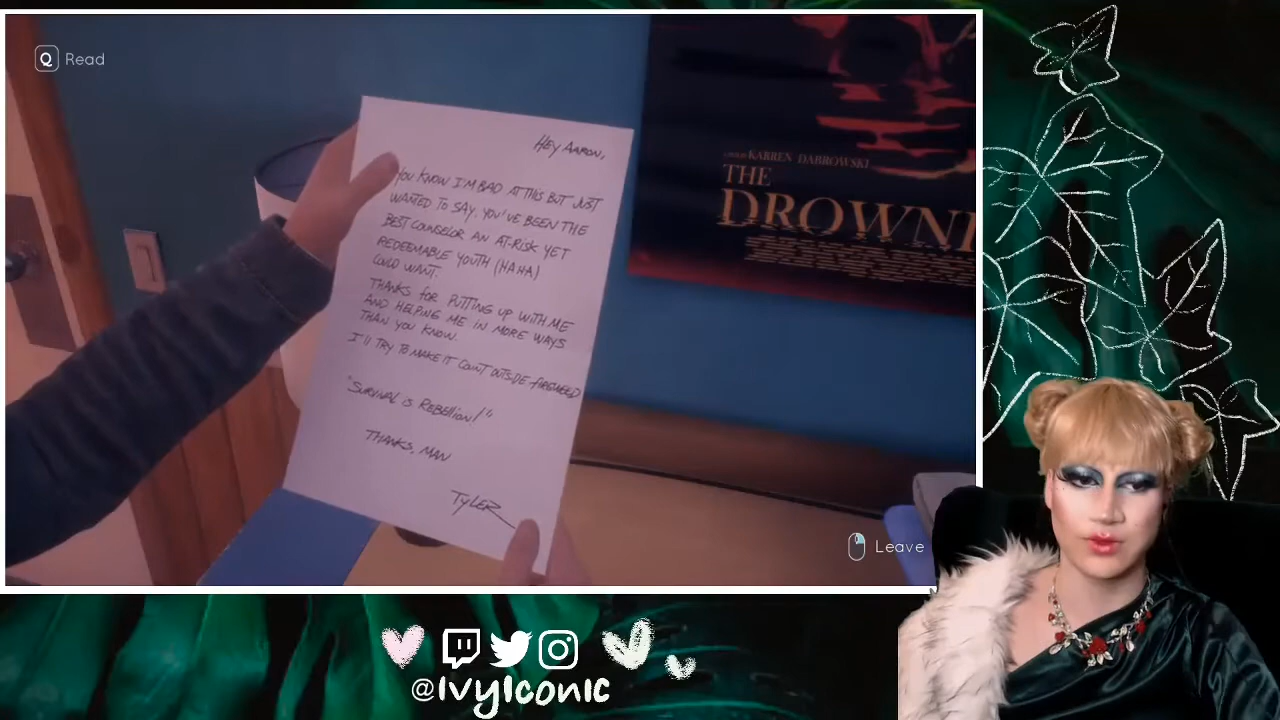 Q Read
HEY AARON,
YOU KNOW I'M BAD AT THIS BUT JUST
WANTED TO SAY, YOU'VE BEEN THE
BEST COUNSELOR AN AT-RISK YET
REDEEMABLE YOUTH (HAHA)
COULD WANT.
THANKS FOR PUTTING UP WITH ME
AND HELPING ME IN MORE WAYS
THAN YOU KNOW.
I'LL TRY TO MAKE IT COUNT OUTSIDE FIREWEED
"SURVIVAL IS REBELLION!"
THANKS, MAN
TYLER
KARREN DABROWSKI
THE
DROWN
Leave
@IvyIconic